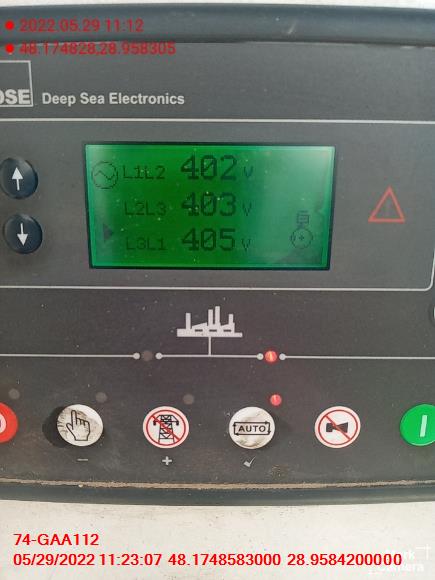 2022.05.29 11:12
48.174828,28.958305
DSE Deep Sea Electronics
L1L2 402 V
L2L3 403 V
L3L1 405 V
AUTO
- + ✓
74-GAA112
05/29/2022 11:23:07 48.1748583000 28.9584200000